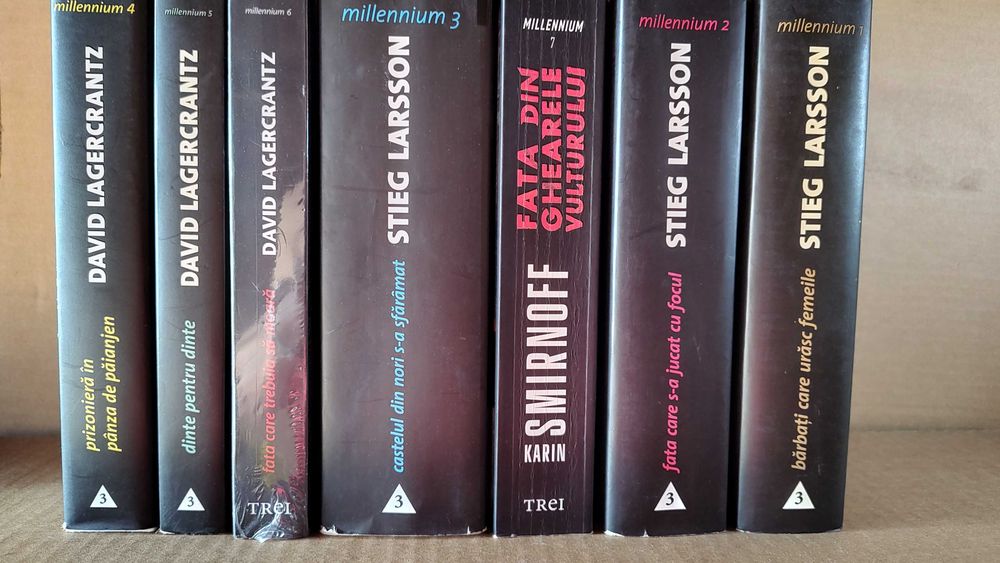 millennium 4
DAVID LAGERCRANTZ
prizonieră în
pânza de păianjen
3
millennium 5
DAVID LAGERCRANTZ
dinte pentru dinte
3
millennium 6
DAVID LAGERCRANTZ
fata care trebuia să moară
TREI
millennium 3
STIEG LARSSON
castelul din nori s-a sfărâmat
3
MILLENNIUM
7
FATA DIN
GHEARELE
VULTURULUI
KARIN SMIRNOFF
TREI
millennium 2
STIEG LARSSON
fata care s-a jucat cu focul
3
millennium 1
STIEG LARSSON
bărbați care urăsc femeile
3